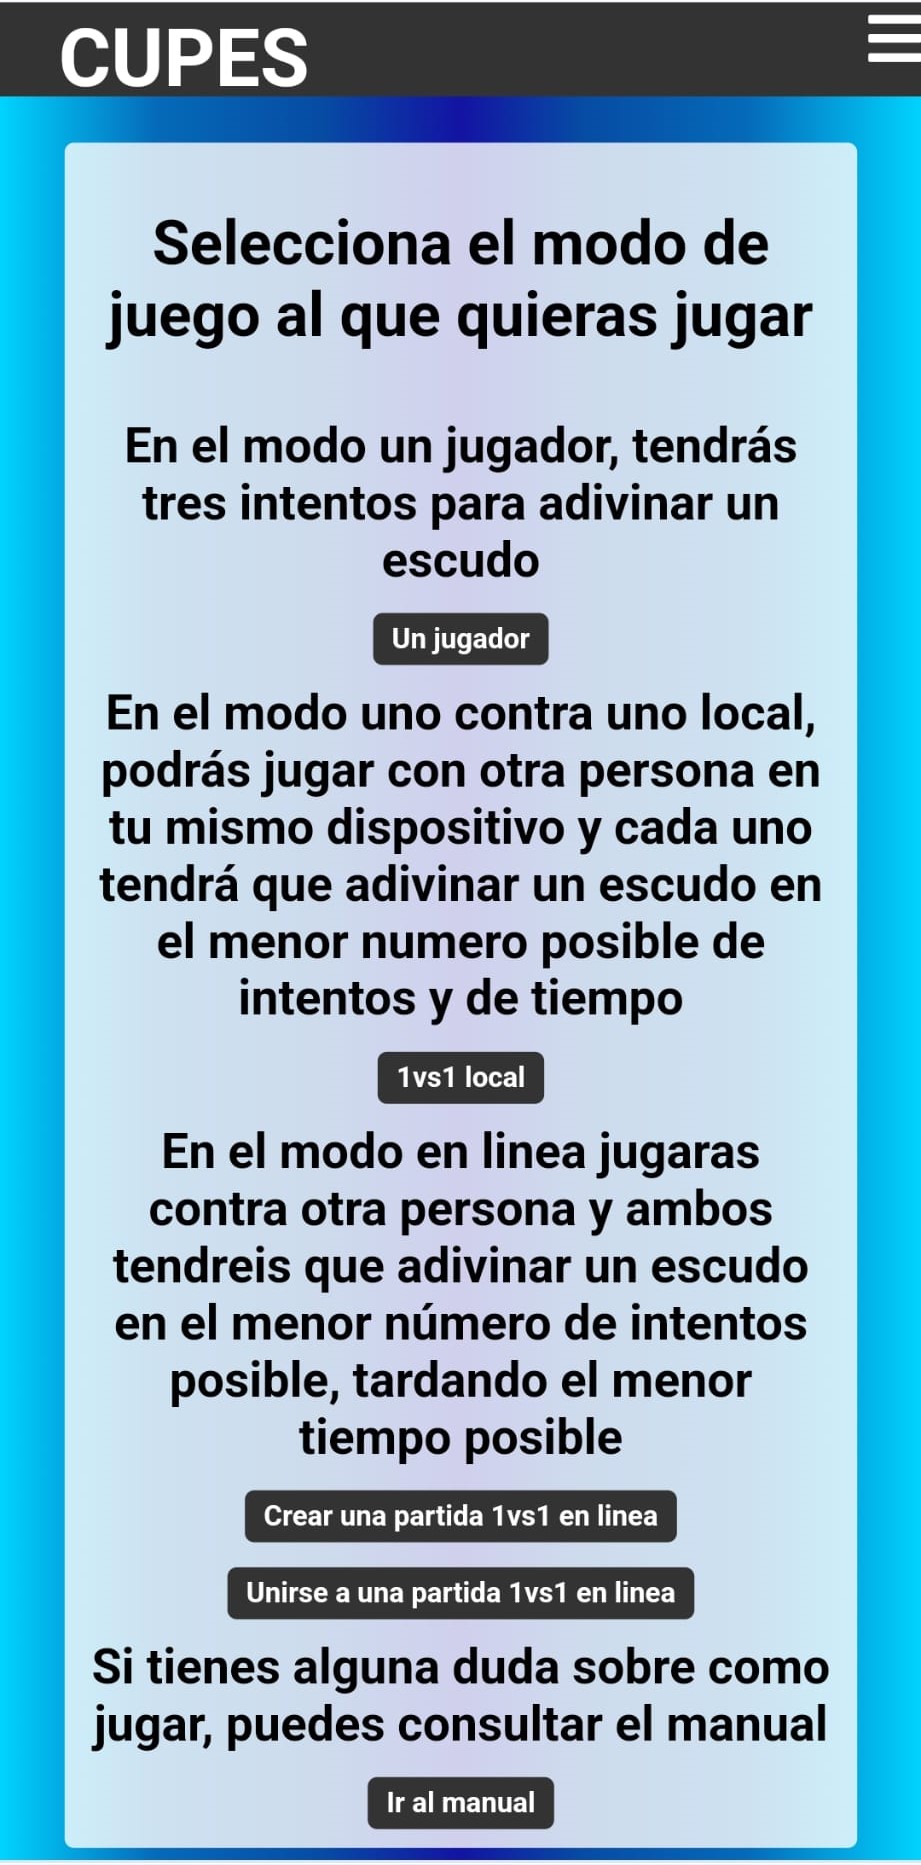 CUPES
Selecciona el modo de
juego al que quieras jugar
En el modo un jugador, tendrás
tres intentos para adivinar un
escudo
Un jugador
En el modo uno contra uno local,
podrás jugar con otra persona en
tu mismo dispositivo y cada uno
tendrá que adivinar un escudo en
el menor numero posible de
intentos y de tiempo
1vs1 local
En el modo en linea jugaras
contra otra persona y ambos
tendreis que adivinar un escudo
en el menor número de intentos
posible, tardando el menor
tiempo posible
Crear una partida 1vs1 en linea
Unirse a una partida 1vs1 en linea
Si tienes alguna duda sobre como
jugar, puedes consultar el manual
Ir al manual